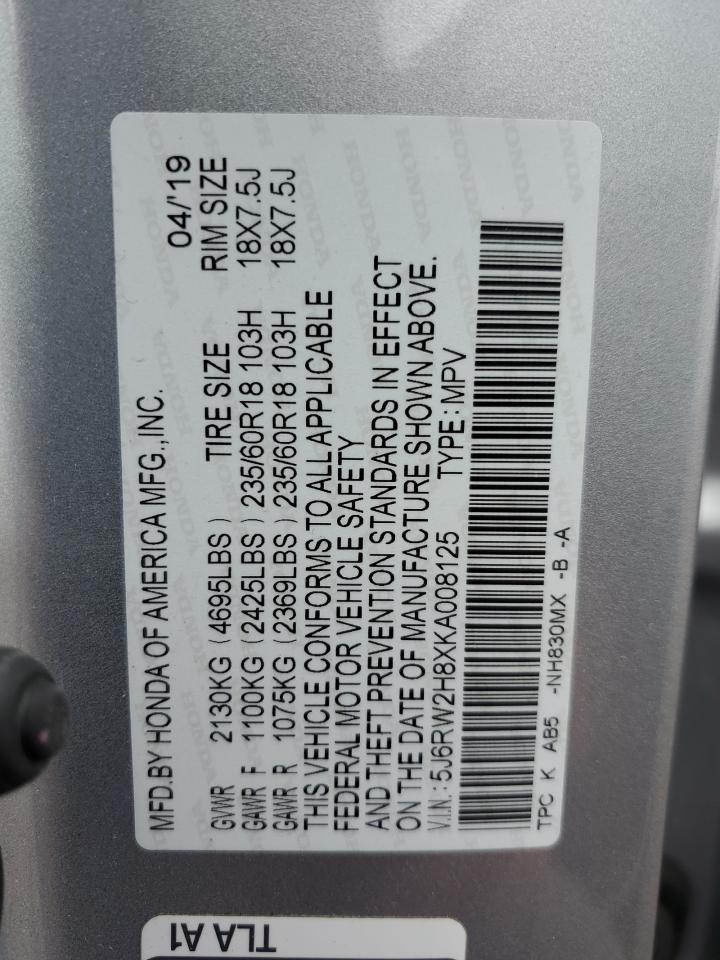 MFD.BY HONDA OF AMERICA MFG.,INC. 04/'19
GVWR 2130KG (4695LBS) TIRE SIZE RIM SIZE
GAWR F 1100KG (2425LBS) 235/60R18 103H 18X7.5J
GAWR R 1075KG (2369LBS) 235/60R18 103H 18X7.5J
THIS VEHICLE CONFORMS TO ALL APPLICABLE
FEDERAL MOTOR VEHICLE SAFETY
AND THEFT PREVENTION STANDARDS IN EFFECT
ON THE DATE OF MANUFACTURE SHOWN ABOVE.
V.I.N.: 5J6RW2H8XKA008125 TYPE: MPV
TPC K AB5 -NH830MX -B -A
TLA A1